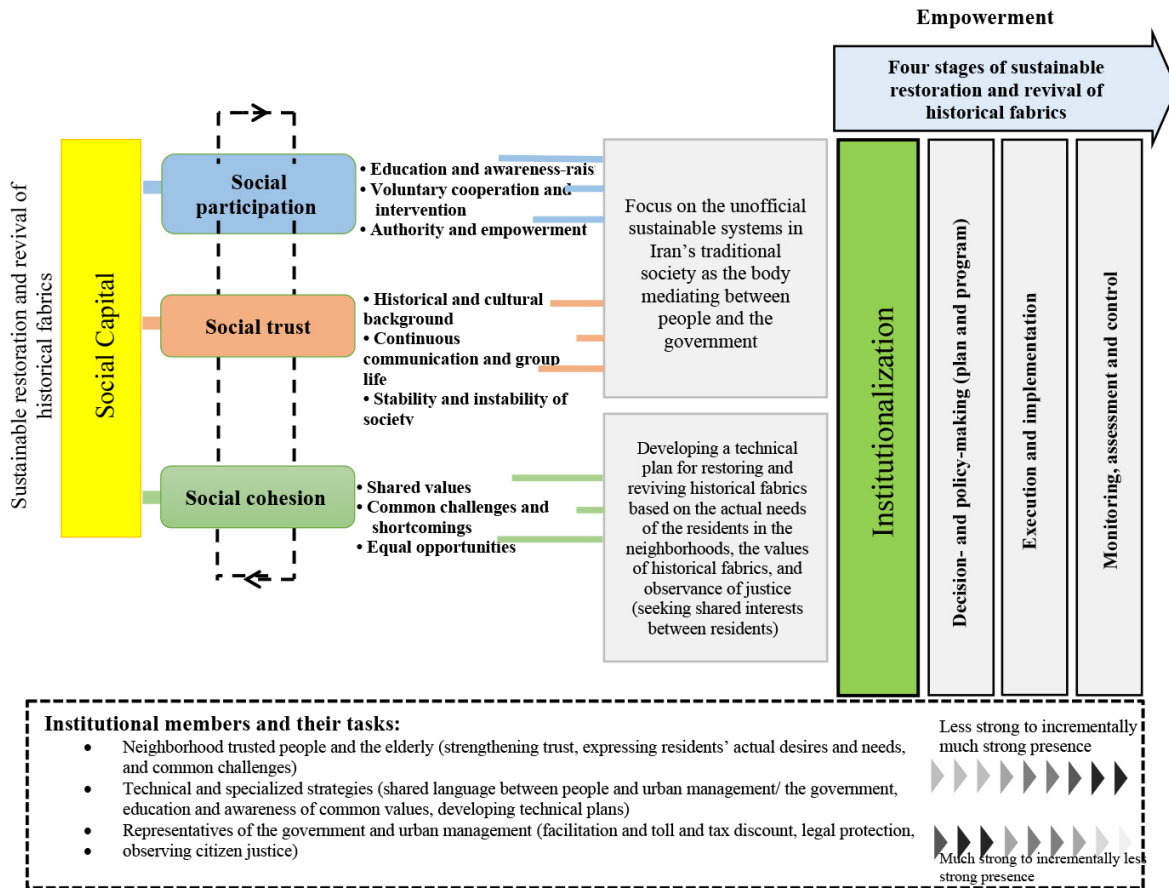 Empowerment
Four stages of sustainable
restoration and revival of
historical fabrics
Sustainable restoration and revival of
historical fabrics
Social Capital
Social
participation
• Education and awareness-rais
• Voluntary cooperation and
intervention
• Authority and empowerment
Social trust
• Historical and cultural
background
• Continuous
communication and group
life
• Stability and instability of
society
Social cohesion
• Shared values
• Common challenges and
shortcomings
• Equal opportunities
Focus on the unofficial
sustainable systems in
Iran's traditional
society as the body
mediating between
people and the
government
Developing a technical
plan for restoring and
reviving historical fabrics
based on the actual needs
of the residents in the
neighborhoods, the values
of historical fabrics, and
observance of justice
(seeking shared interests
between residents)
Institutionalization
Decision- and policy-making (plan and program)
Execution and implementation
Monitoring, assessment and control
Institutional members and their tasks:
• Neighborhood trusted people and the elderly (strengthening trust, expressing residents' actual desires and needs,
and common challenges)
• Technical and specialized strategies (shared language between people and urban management/ the government,
education and awareness of common values, developing technical plans)
• Representatives of the government and urban management (facilitation and toll and tax discount, legal protection,
• observing citizen justice)
Less strong to incrementally
much strong presence
Much strong to incrementally less
strong presence